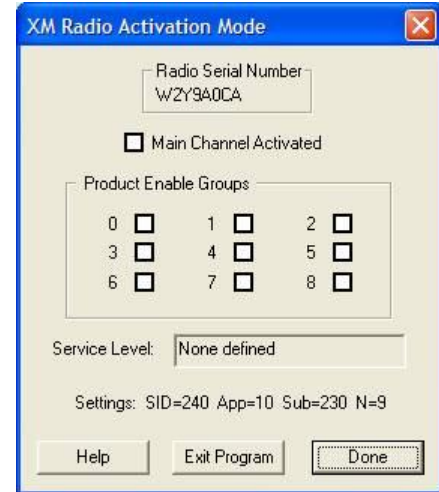 XM Radio Activation Mode
Radio Serial Number
W2Y9A0CA
Main Channel Activated
Product Enable Groups
0 1 2
3 4 5
6 7 8
Service Level: None defined
Settings: SID=240 App=10 Sub=230 N=9
Help Exit Program Done